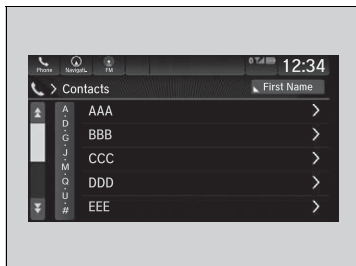 Phone Navigati.. FM 12:34
Contacts First Name
A
D
G
J
M
Q
U
#
AAA
BBB
CCC
DDD
EEE